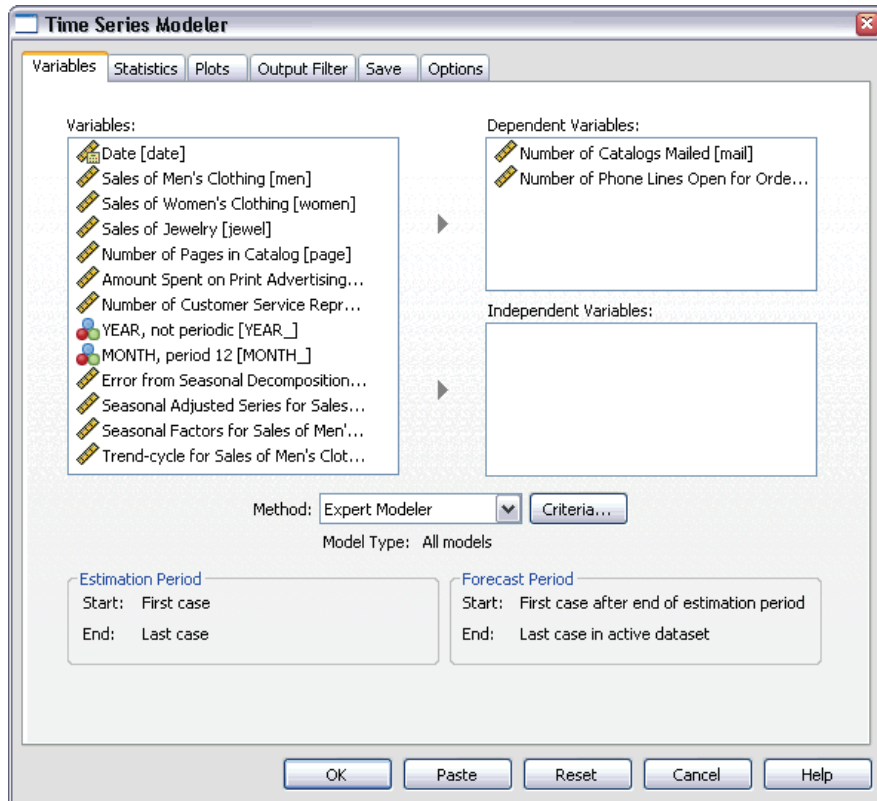 Time Series Modeler
Variables
Statistics
Plots
Output Filter
Save
Options
Variables:
Date [date]
Sales of Men's Clothing [men]
Sales of Women's Clothing [women]
Sales of Jewelry [jewel]
Number of Pages in Catalog [page]
Amount Spent on Print Advertising...
Number of Customer Service Repr...
YEAR, not periodic [YEAR_]
MONTH, period 12 [MONTH_]
Error from Seasonal Decomposition...
Seasonal Adjusted Series for Sales...
Seasonal Factors for Sales of Men'...
Trend-cycle for Sales of Men's Clot...
Dependent Variables:
Number of Catalogs Mailed [mail]
Number of Phone Lines Open for Orde...
Independent Variables:
Method: Expert Modeler
Criteria...
Model Type: All models
Estimation Period
Start: First case
End: Last case
Forecast Period
Start: First case after end of estimation period
End: Last case in active dataset
OK
Paste
Reset
Cancel
Help